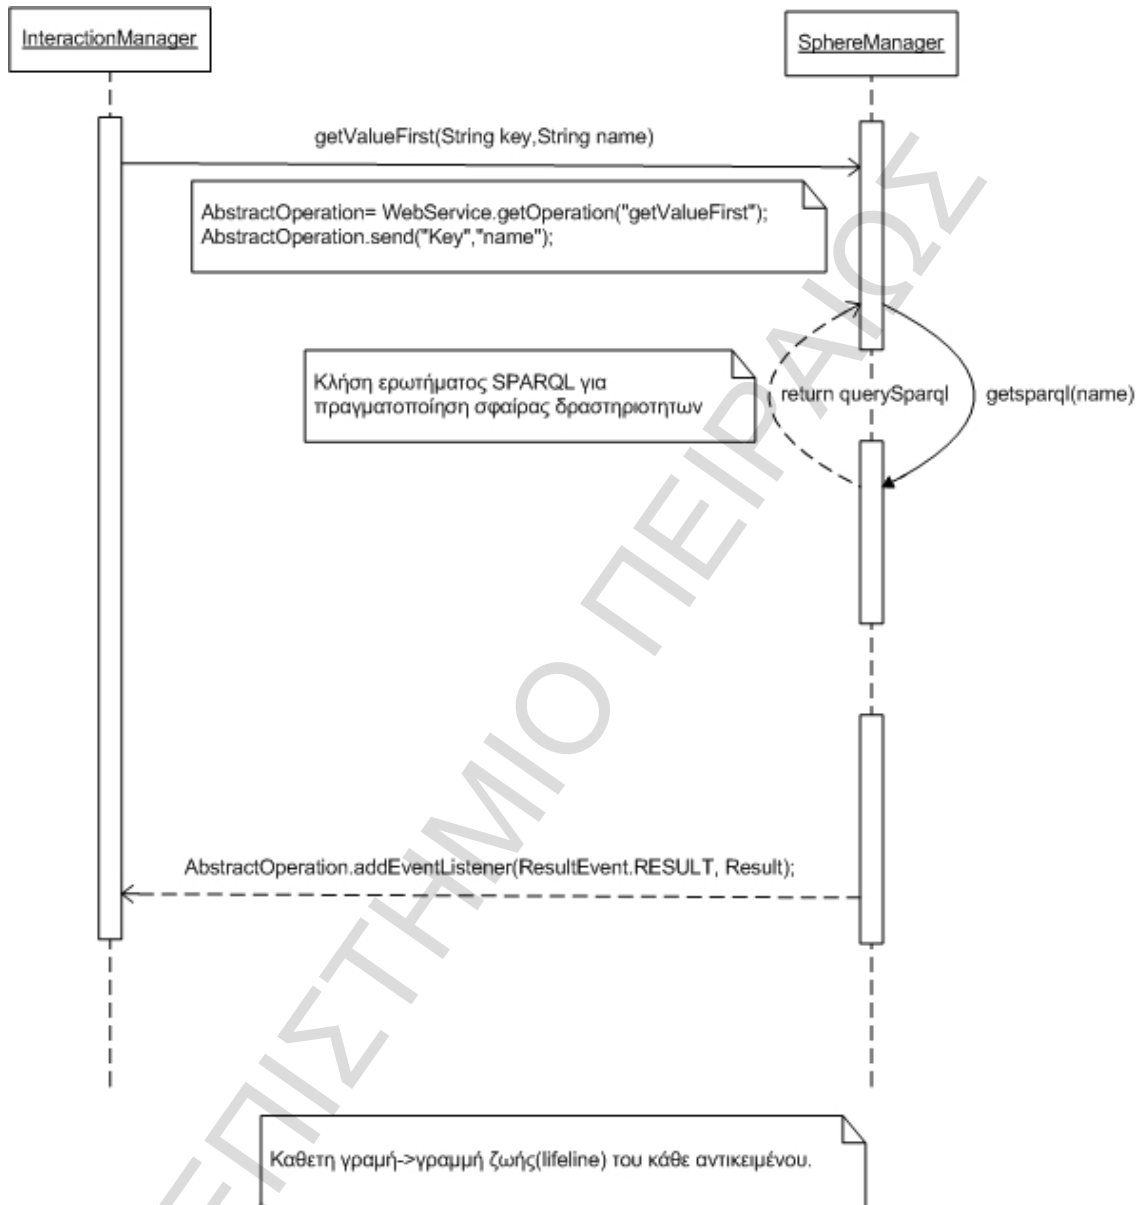 InteractionManager
SphereManager
getValueFirst(String key,String name)
AbstractOperation= WebService.getOperation("getValueFirst");
AbstractOperation.send("Key","name");
Κλήση ερωτήματος SPARQL για
πραγματοποίηση σφαίρας δραστηριοτητων
return querySparql
getsparql(name)
AbstractOperation.addEventListener(ResultEvent.RESULT, Result);
Καθετη γραμή->γραμμή ζωής(lifeline) του κάθε αντικειμένου.
ΕΠΙΣΤΗΜΙΟ ΠΕΙΡΑΙΩΣ